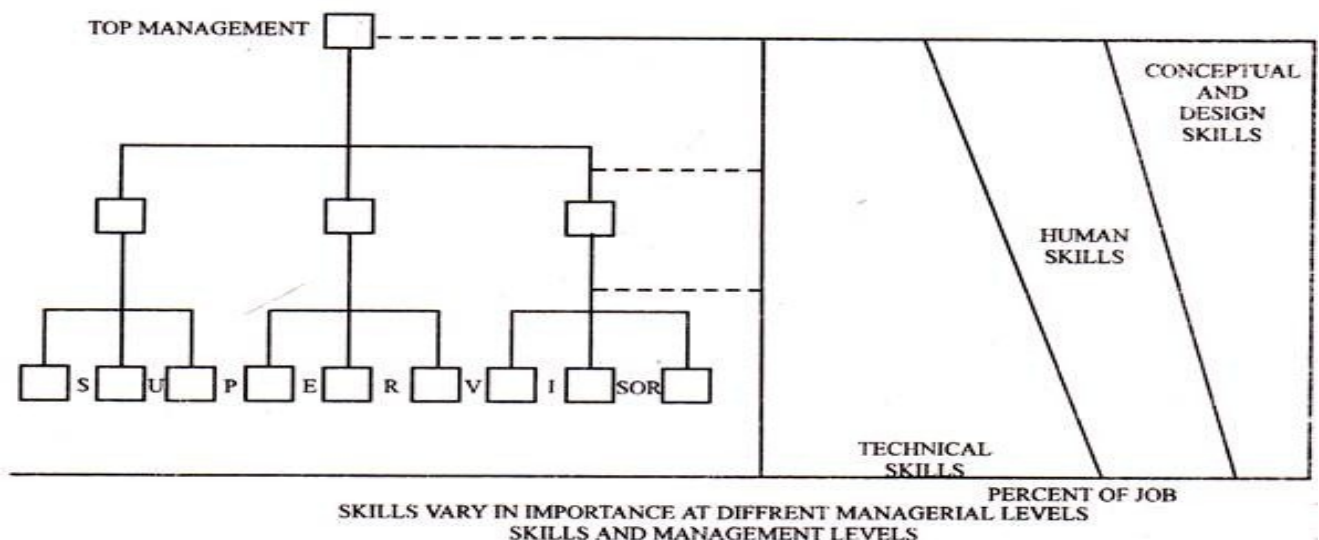 TOP MANAGEMENT
CONCEPTUAL
AND
DESIGN
SKILLS
HUMAN
SKILLS
S U P E R V I SOR
TECHNICAL
SKILLS
PERCENT OF JOB
SKILLS VARY IN IMPORTANCE AT DIFFRENT MANAGERIAL LEVELS
SKILLS AND MANAGEMENT LEVELS